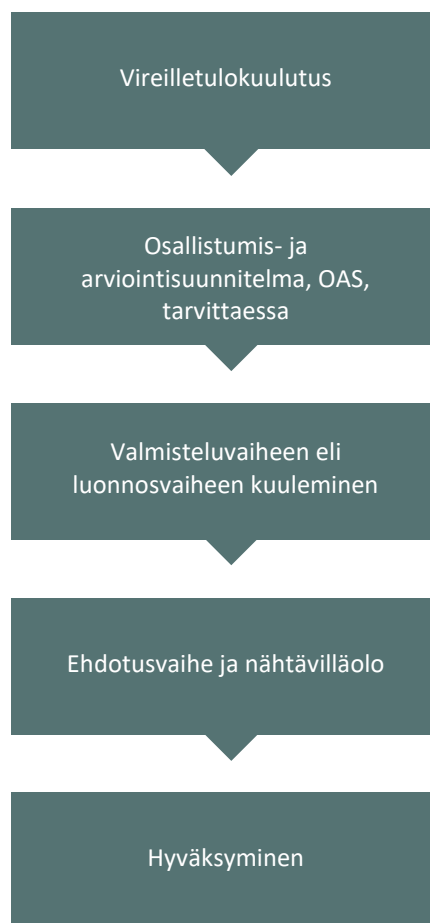 Vireilletulokuulutus
Osallistumis- ja
arviointisuunnitelma, OAS,
tarvittaessa
Valmisteluvaiheen eli
luonnosvaiheen kuuleminen
Ehdotusvaihe ja nähtävilläolo
Hyväksyminen